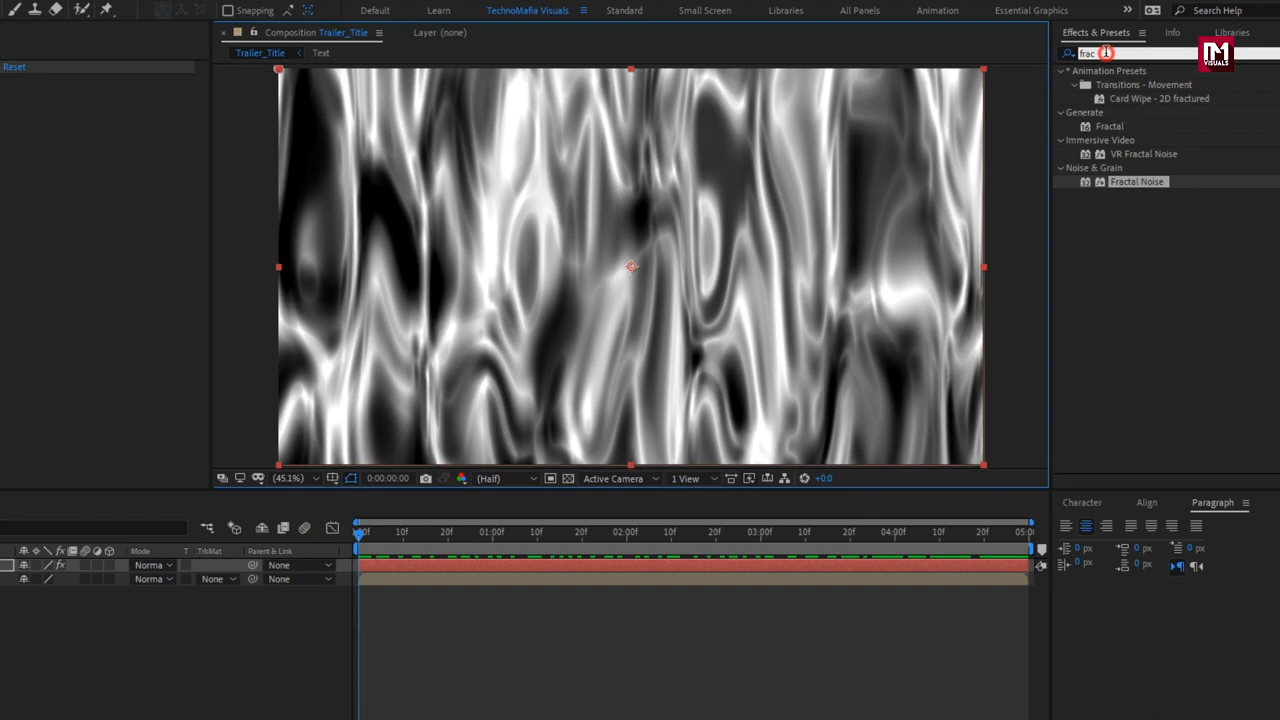 Snapping Default Learn TechnoMafia Visuals Standard Small Screen Libraries All Panels Animation Essential Graphics Search Help
Composition Trailer_Title Layer (none) Effects & Presets Info Libraries
Trailer_Title Text frac
M VISUALS
Reset
* Animation Presets
Transitions - Movement
Card Wipe - 2D fractured
Generate
Fractal
Immersive Video
VR Fractal Noise
Noise & Grain
Fractal Noise
(45.1%) 0:00:00:00 (Half) Active Camera 1 View +0.0
Character Align Paragraph
:00f 10f 20f 01:00f 10f 20f 02:00f 10f 20f 03:00f 10f 20f 04:00f 10f 20f 05:00
Mode T .TrkMat Parent & Link
0 px 0 px 0 px
Norma None
0 px 0 px
Norma None None